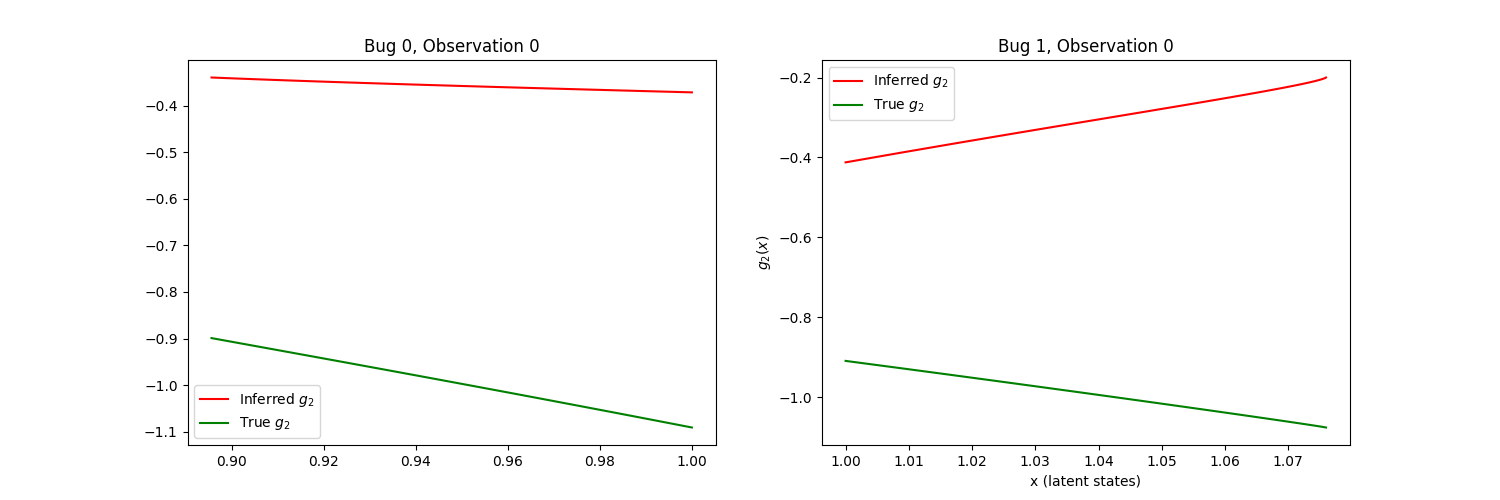 Bug 0, Observation 0
−0.4
−0.5
−0.6
−0.7
−0.8
−0.9
−1.0
−1.1
Inferred g₂
True g₂
0.90 0.92 0.94 0.96 0.98 1.00
Bug 1, Observation 0
g₂(x)
−0.2
−0.4
−0.6
−0.8
−1.0
Inferred g₂
True g₂
1.00 1.01 1.02 1.03 1.04 1.05 1.06 1.07
x (latent states)